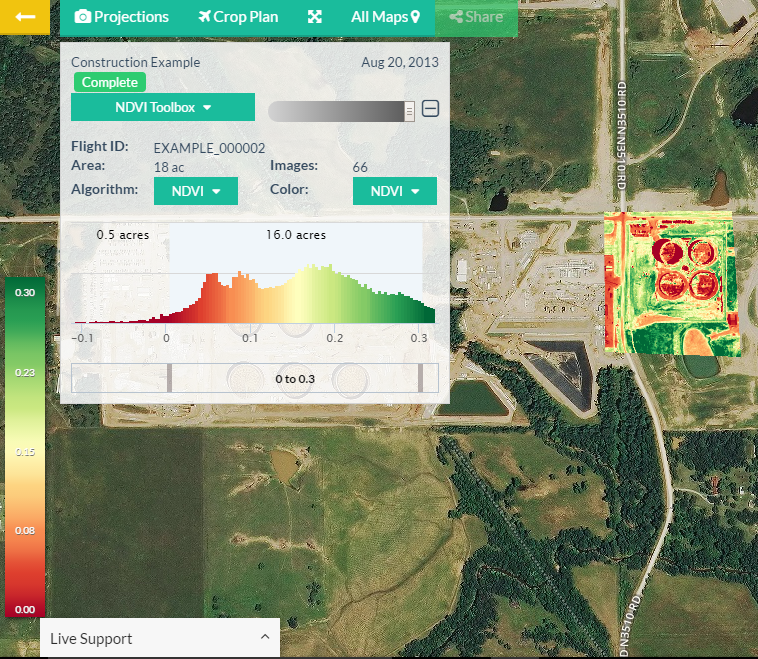 Projections Crop Plan All Maps Share
Construction Example Aug 20, 2013
Complete
NDVI Toolbox
Flight ID: EXAMPLE_000002
Area: 18 ac Images: 66
Algorithm: NDVI Color: NDVI
0.5 acres 16.0 acres
−0.1 0 0.1 0.2 0.3
0 to 0.3
0.30
0.23
0.15
0.08
0.00
D NS510 RD N3510 RD
D N3510 RD
Live Support